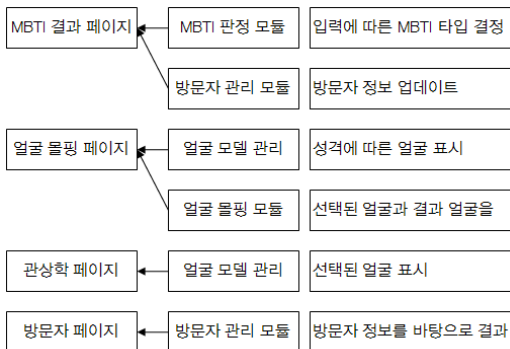 MBTI 결과 페이지 MBTI 판정 모듈 입력에 따른 MBTI 타입 결정
방문자 관리 모듈 방문자 정보 업데이트
얼굴 몰핑 페이지 얼굴 모델 관리 성격에 따른 얼굴 표시
얼굴 몰핑 모듈 선택된 얼굴과 결과 얼굴을
관상학 페이지 얼굴 모델 관리 선택된 얼굴 표시
방문자 페이지 방문자 관리 모듈 방문자 정보를 바탕으로 결과